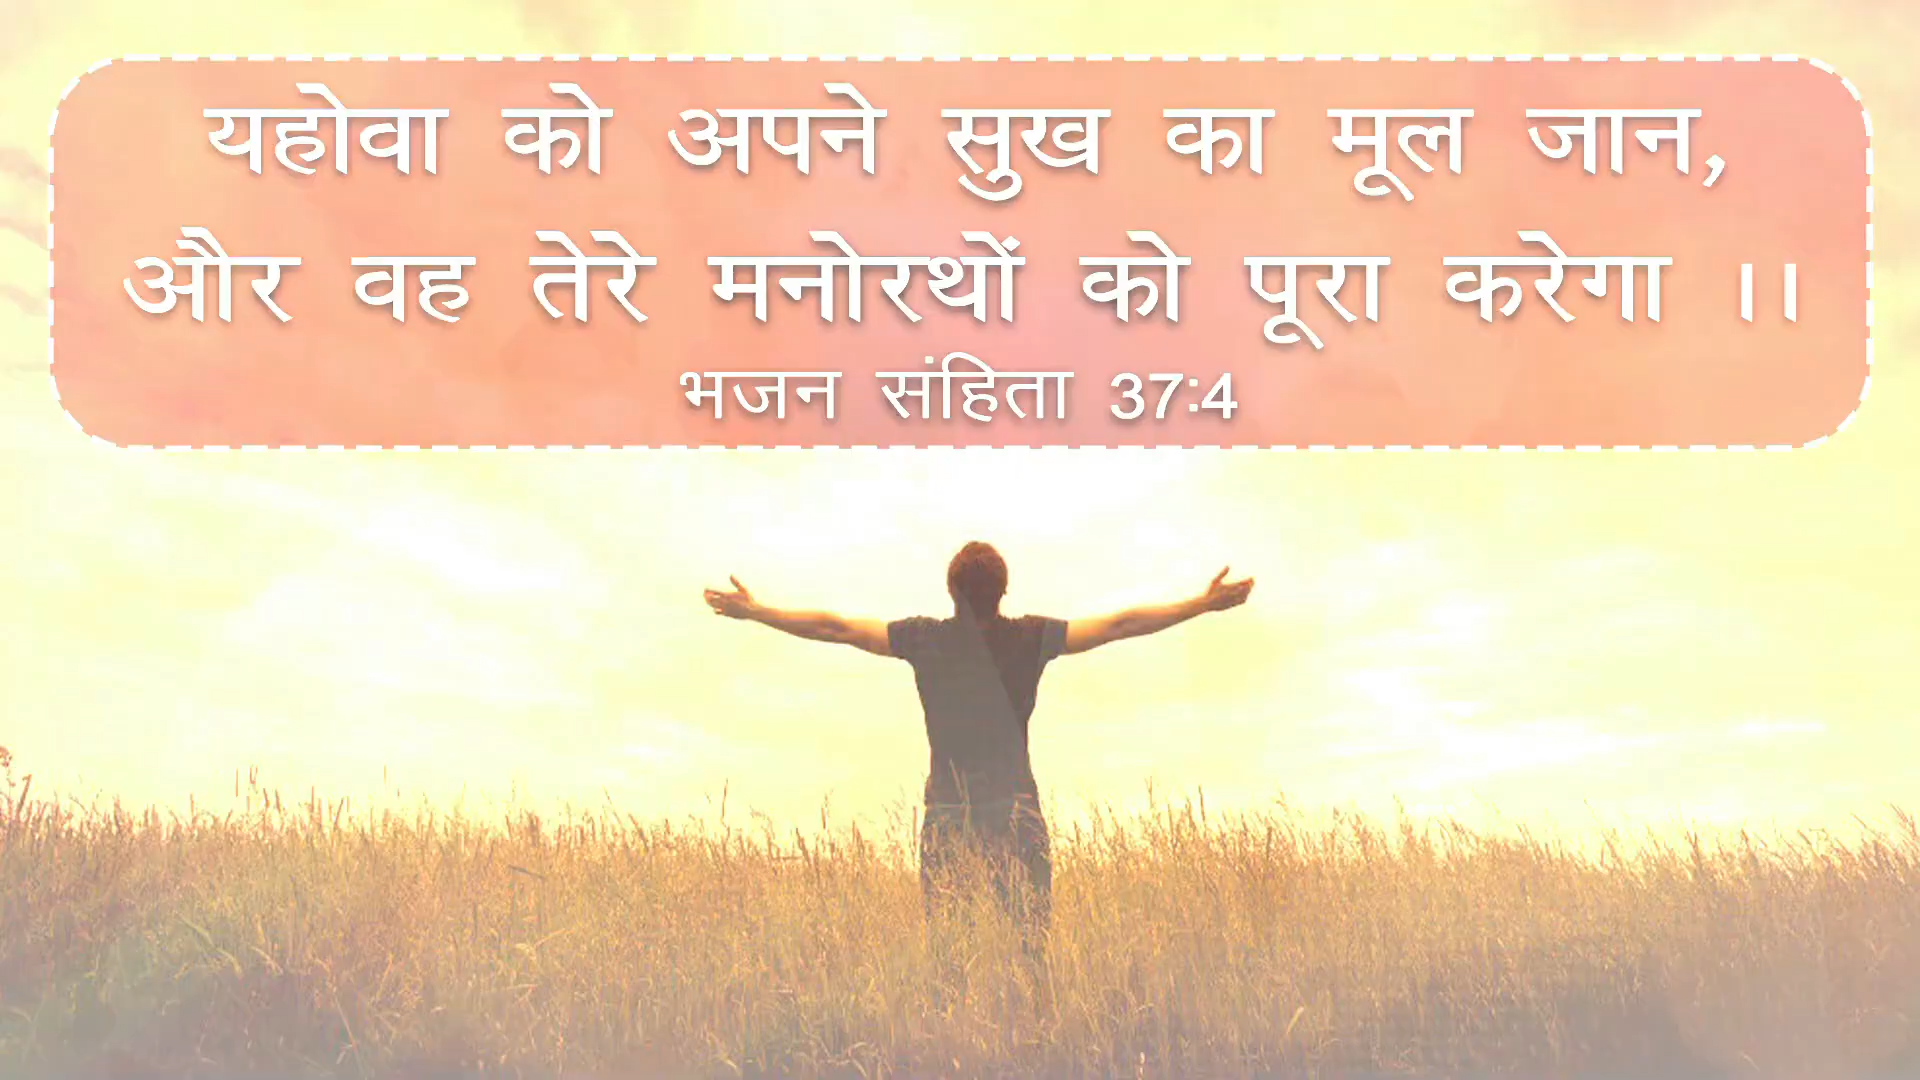 यहोवा को अपने सुख का मूल जान,
और वह तेरे मनोरथों को पूरा करेगा ।।
भजन संहिता 37:4